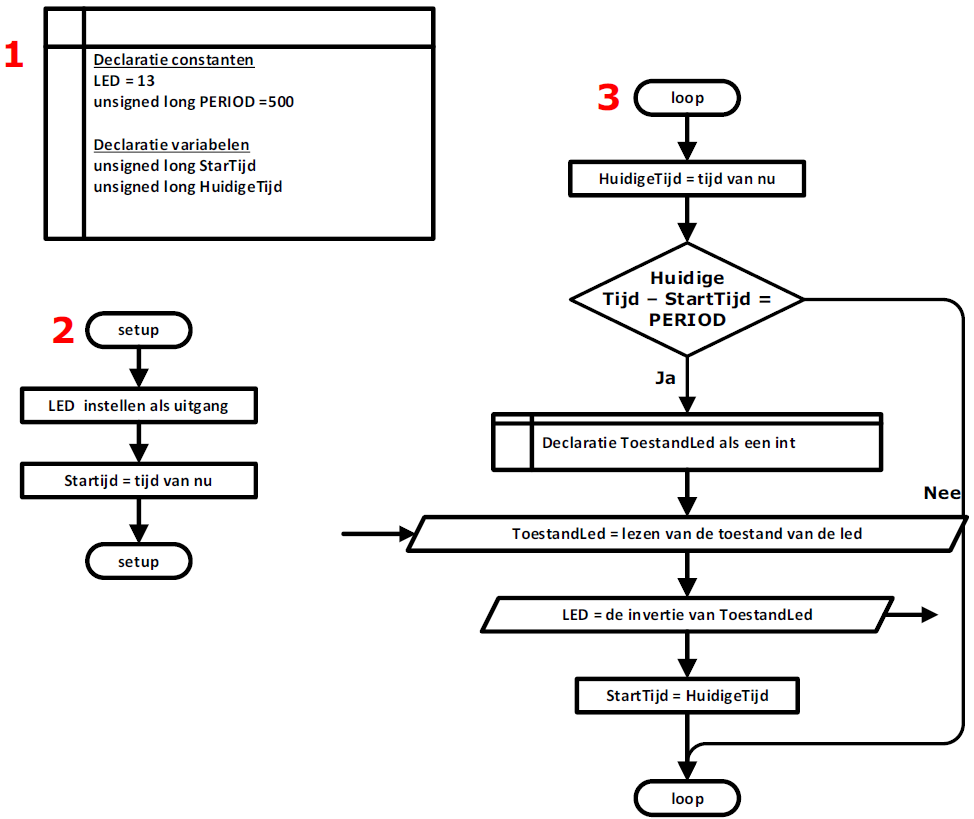 1
Declaratie constanten
LED = 13
unsigned long PERIOD =500
Declaratie variabelen
unsigned long StarTijd
unsigned long HuidigeTijd
2
setup
LED instellen als uitgang
Startijd = tijd van nu
setup
3
loop
HuidigeTijd = tijd van nu
Huidige
Tijd – StartTijd =
PERIOD
Ja
Declaratie ToestandLed als een int
Nee
ToestandLed = lezen van de toestand van de led
LED = de invertie van ToestandLed
StartTijd = HuidigeTijd
loop